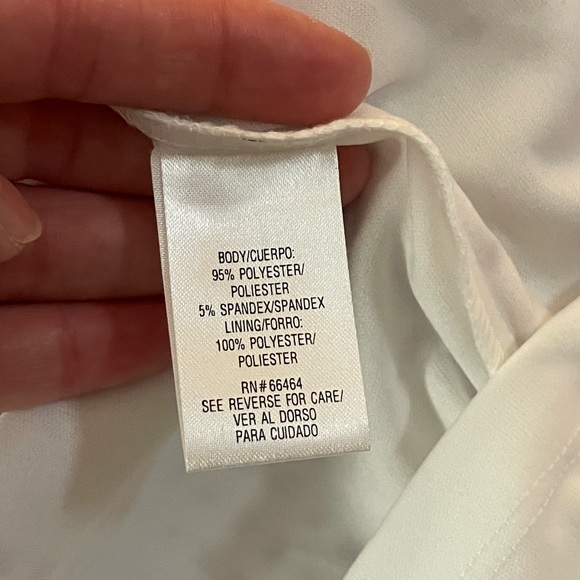 BODY/CUERPO:
95% POLYESTER/
POLIESTER
5% SPANDEX/SPANDEX
LINING/FORRO:
100% POLYESTER/
POLIESTER
RN#66464
SEE REVERSE FOR CARE/
VER AL DORSO
PARA CUIDADO